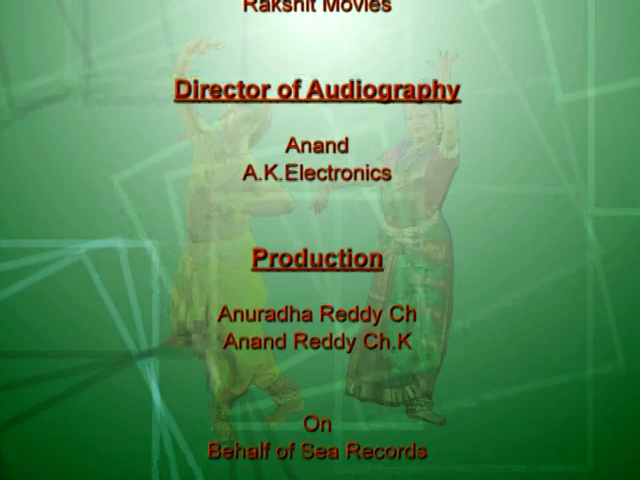 Rakshit Movies
Director of Audiography
Anand
A.K.Electronics
Production
Anuradha Reddy Ch
Anand Reddy Ch.K
On
Behalf of Sea Records